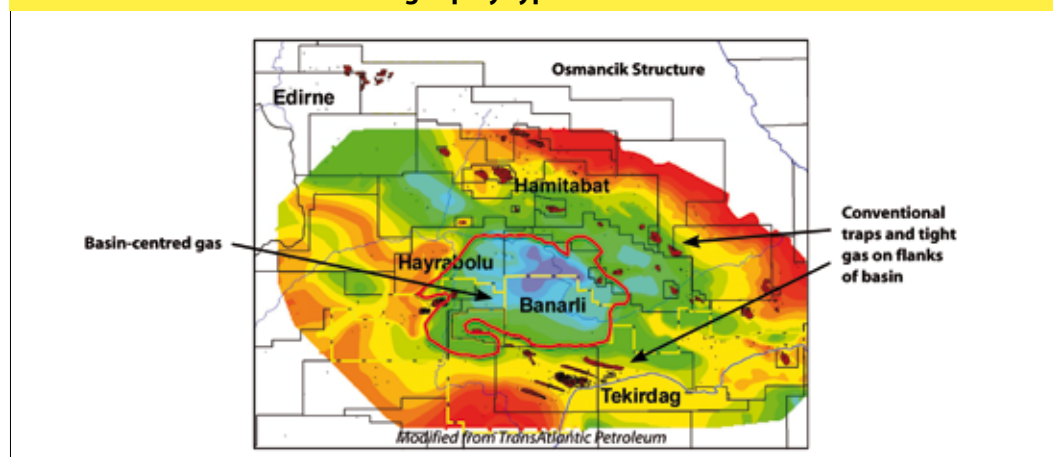 Osmancik Structure
Edirne
Hamitabat
Conventional
traps and tight
gas on flanks
of basin
Basin-centred gas
Hayrabolu
Banarli
Tekirdag
Modified from TransAtlantic Petroleum